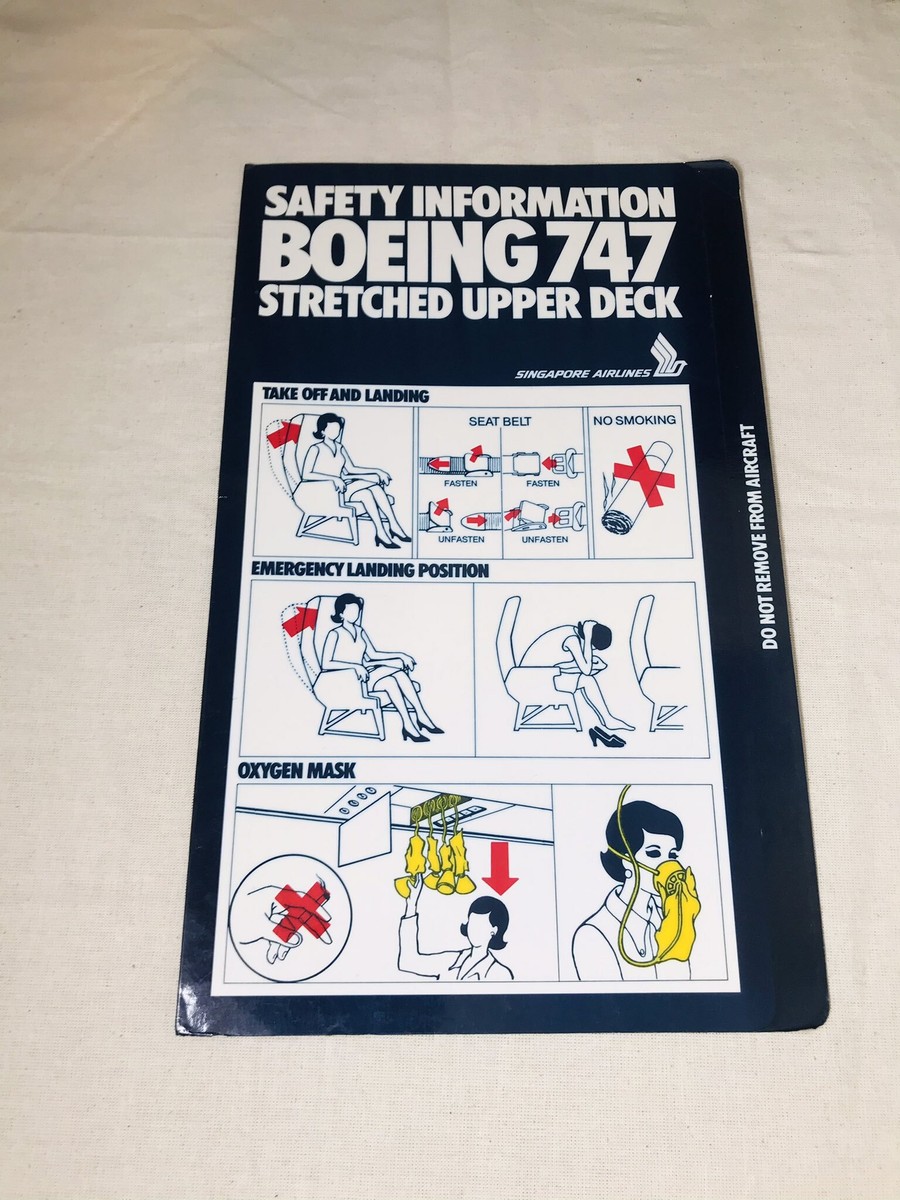 SAFETY INFORMATION
BOEING 747
STRETCHED UPPER DECK
SINGAPORE AIRLINES
TAKE OFF AND LANDING
SEAT BELT
NO SMOKING
FASTEN
FASTEN
UNFASTEN
UNFASTEN
EMERGENCY LANDING POSITION
OXYGEN MASK
DO NOT REMOVE FROM AIRCRAFT